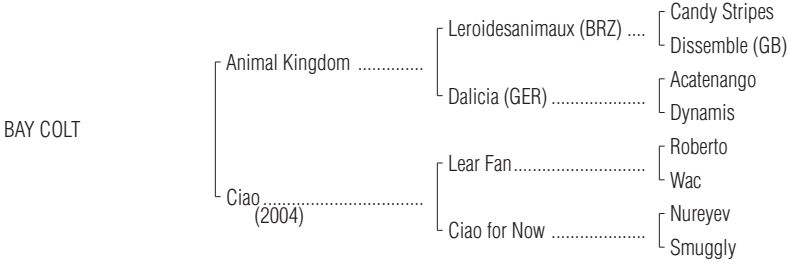 Candy Stripes
Leroidesanimaux (BRZ) ....
Dissemble (GB)
Animal Kingdom ..............
Acatenango
Dalicia (GER) .....................
Dynamis
BAY COLT
Roberto
Lear Fan.............................
Wac
Ciao...................................
(2004)
Nureyev
Ciao for Now .....................
Smuggly